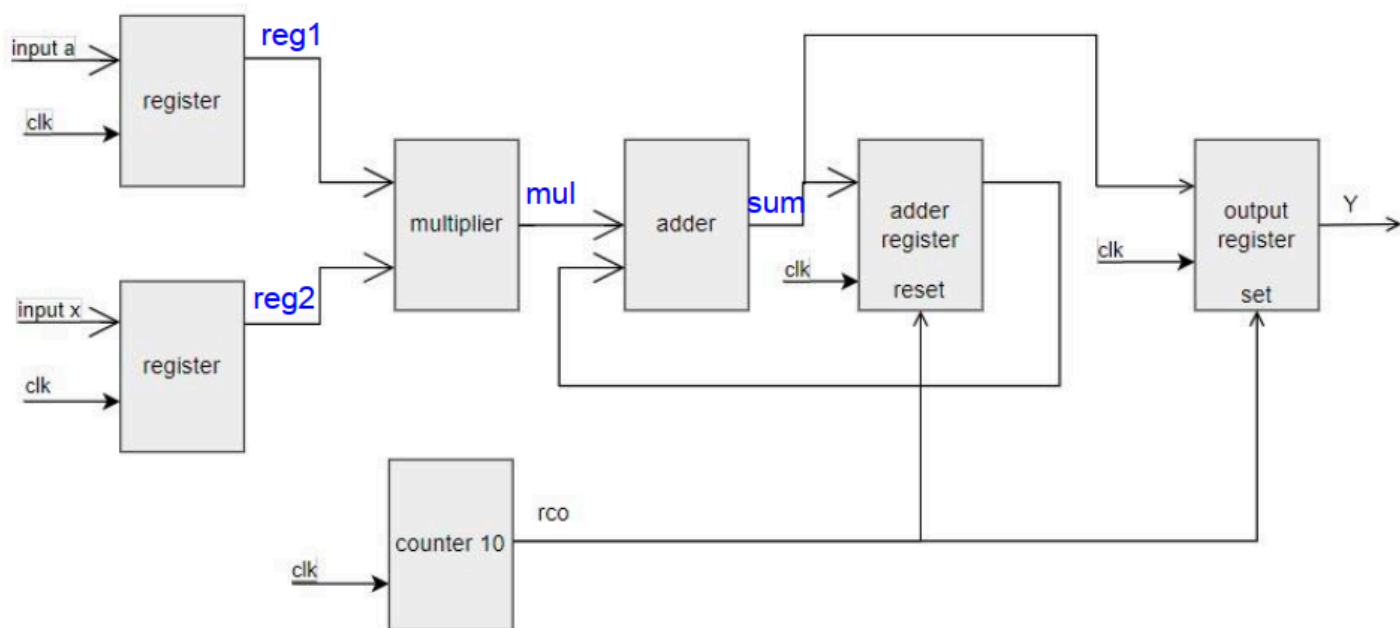 input a
clk
register
reg1
input x
clk
register
reg2
multiplier
mul
adder
sum
adder
register
clk
reset
output
register
clk
set
Y
counter 10
clk
rco